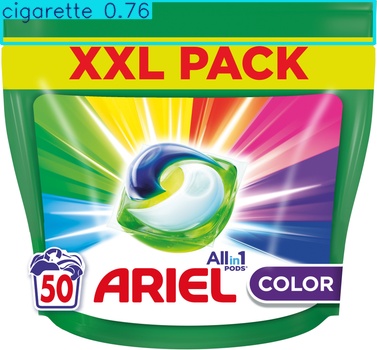 cigarette 0.76
XXL PACK
All in 1
PODS
50
ARIEL
COLOR